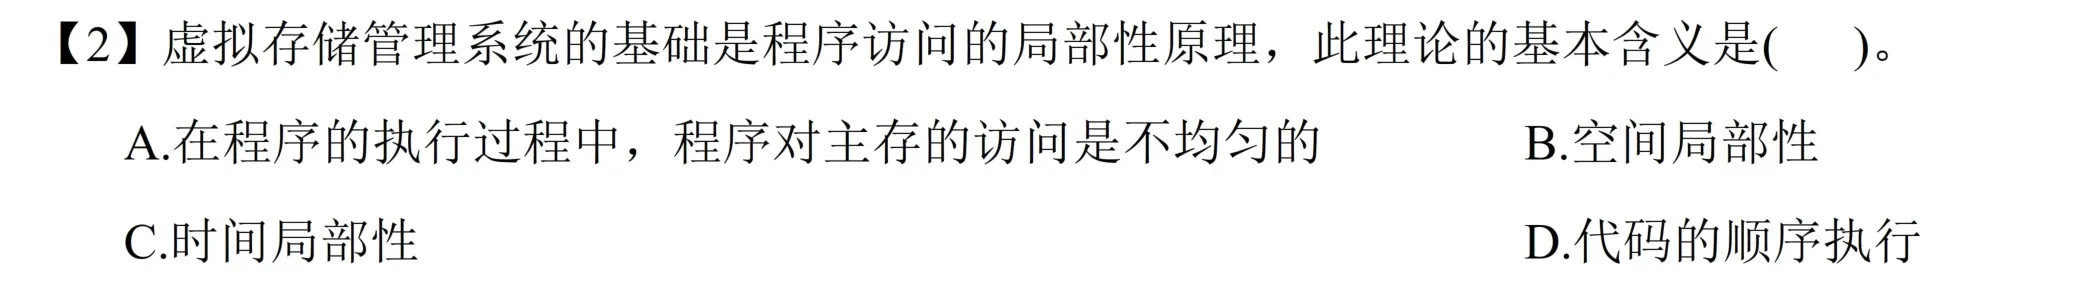 【2】虚拟存储管理系统的基础是程序访问的局部性原理，此理论的基本含义是(  )。
A.在程序的执行过程中，程序对主存的访问是不均匀的 B.空间局部性
C.时间局部性 D.代码的顺序执行